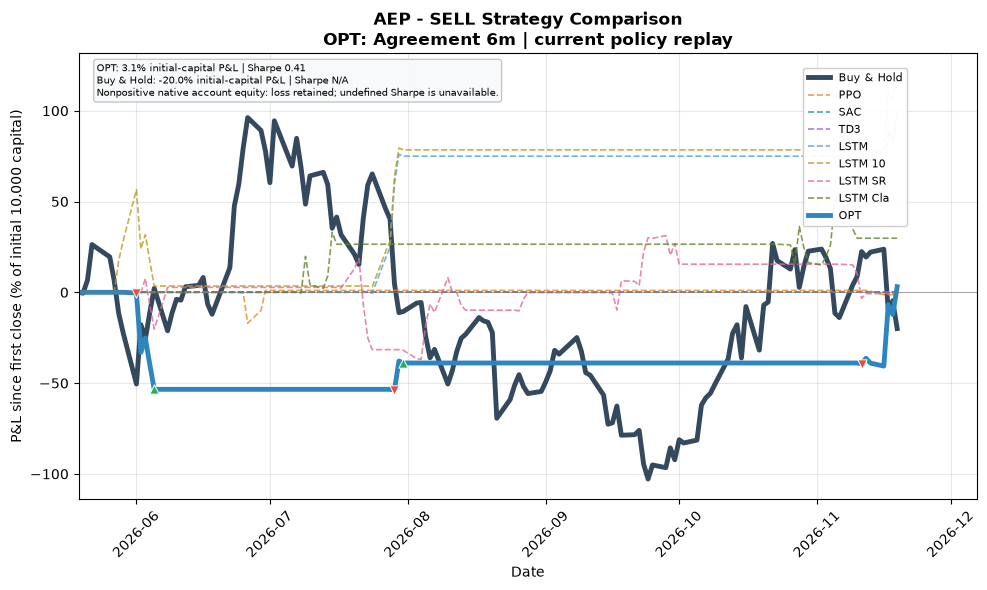 AEP - SELL Strategy Comparison
OPT: Agreement 6m | current policy replay
OPT: 3.1% initial-capital P&L | Sharpe 0.41
Buy & Hold: -20.0% initial-capital P&L | Sharpe N/A
Nonpositive native account equity: loss retained; undefined Sharpe is unavailable.
Buy & Hold
PPO
SAC
TD3
LSTM
LSTM 10
LSTM SR
LSTM Cla
OPT
P&L since first close (% of initial 10,000 capital)
100
50
0
−50
−100
2026-06
2026-07
2026-08
2026-09
2026-10
2026-11
2026-12
Date